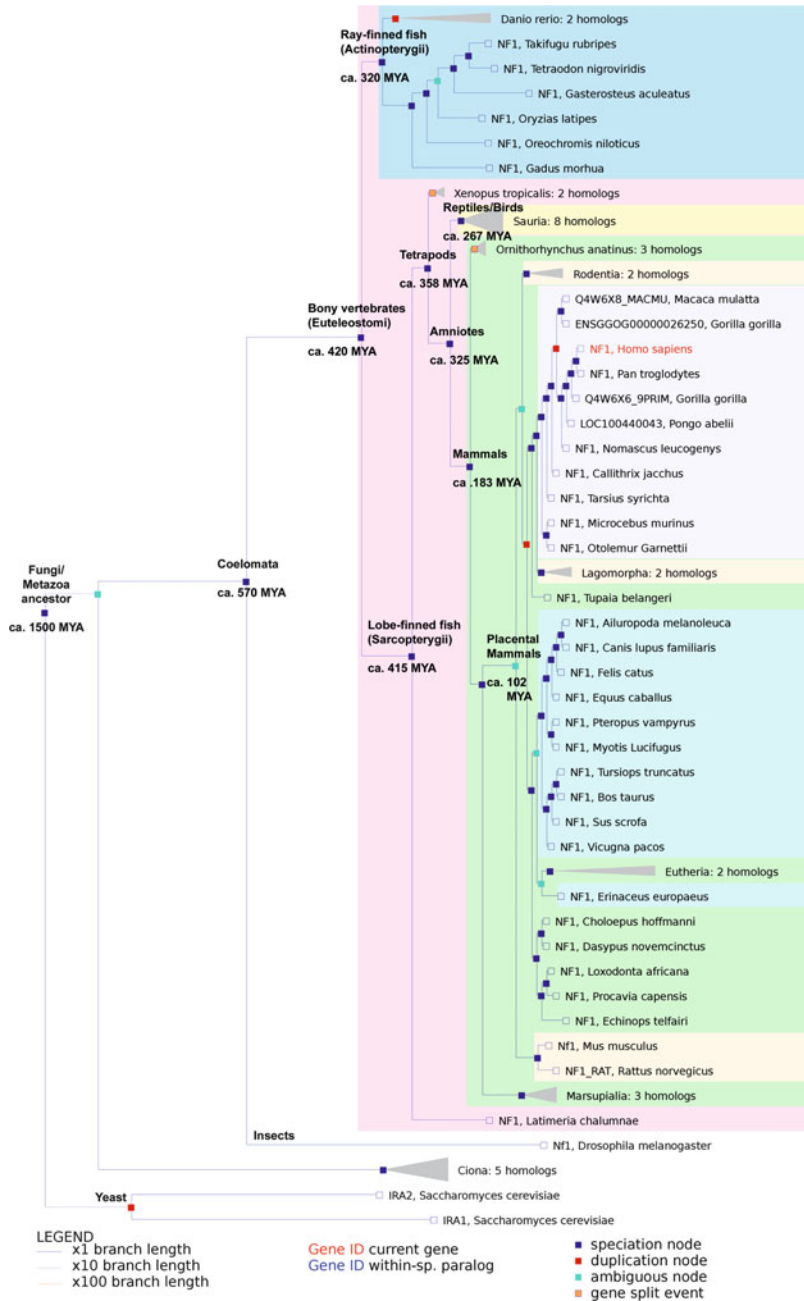 Danio rerio: 2 homologs
Ray-finned fish
(Actinopterygii)
ca. 320 MYA
NF1, Takifugu rubripes
NF1, Tetraodon nigroviridis
NF1, Gasterosteus aculeatus
NF1, Oryzias latipes
NF1, Oreochromis niloticus
NF1, Gadus morhua
Xenopus tropicalis: 2 homologs
Reptiles/Birds
Sauria: 8 homologs
ca. 267 MYA
Ornithorhynchus anatinus: 3 homologs
Tetrapods
ca. 358 MYA
Rodentia: 2 homologs
Bony vertebrates
(Euteleostomi)
ca. 420 MYA
Amniotes
ca. 325 MYA
Q4W6X8_MACMU, Macaca mulatta
ENSGGOG00000026250, Gorilla gorilla
NF1, Homo sapiens
NF1, Pan troglodytes
Q4W6X6_9PRIM, Gorilla gorilla
LOC100440043, Pongo abelii
NF1, Nomascus leucogenys
Mammals
ca .183 MYA
NF1, Callithrix jacchus
NF1, Tarsius syrichta
NF1, Microcebus murinus
NF1, Otolemur Garnettii
Fungi/
Metazoa
ancestor
ca. 1500 MYA
Coelomata
ca. 570 MYA
Lagomorpha: 2 homologs
NF1, Tupaia belangeri
Lobe-finned fish
(Sarcopterygii)
ca. 415 MYA
Placental
Mammals
ca. 102
MYA
NF1, Ailuropoda melanoleuca
NF1, Canis lupus familiaris
NF1, Felis catus
NF1, Equus caballus
NF1, Pteropus vampyrus
NF1, Myotis Lucifugus
NF1, Tursiops truncatus
NF1, Bos taurus
NF1, Sus scrofa
NF1, Vicugna pacos
Eutheria: 2 homologs
NF1, Erinaceus europaeus
NF1, Choloepus hoffmanni
NF1, Dasypus novemcinctus
NF1, Loxodonta africana
NF1, Procavia capensis
NF1, Echinops telfairi
Nf1, Mus musculus
NF1_RAT, Rattus norvegicus
Marsupialia: 3 homologs
NF1, Latimeria chalumnae
Insects
Nf1, Drosophila melanogaster
Ciona: 5 homologs
Yeast
IRA2, Saccharomyces cerevisiae
IRA1, Saccharomyces cerevisiae
LEGEND
x1 branch length
x10 branch length
x100 branch length
Gene ID current gene
Gene ID within-sp. paralog
speciation node
duplication node
ambiguous node
gene split event